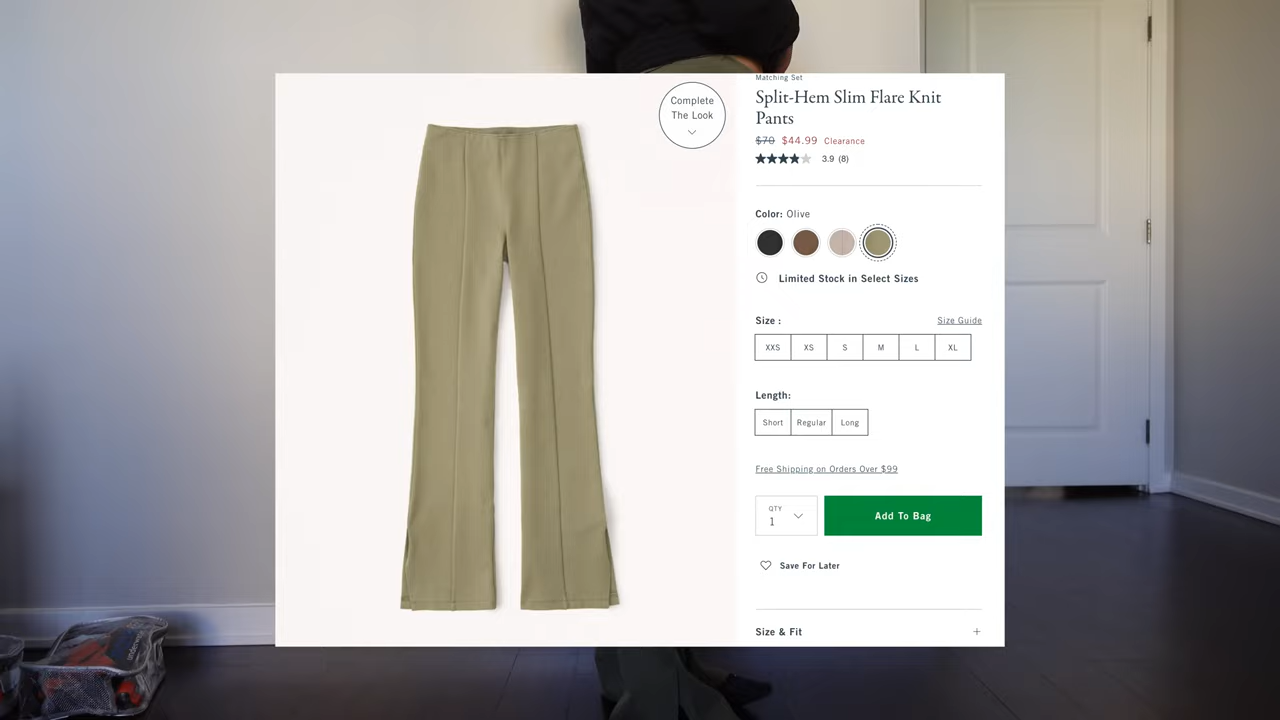 Complete
The Look
Matching Set
Split-Hem Slim Flare Knit
Pants
$70 $44.99 Clearance
3.9 (8)
Color: Olive
Limited Stock in Select Sizes
Size :
Size Guide
XXS XS S M L XL
Length:
Short Regular Long
Free Shipping on Orders Over $99
QTY
1
Add To Bag
Save For Later
Size & Fit +